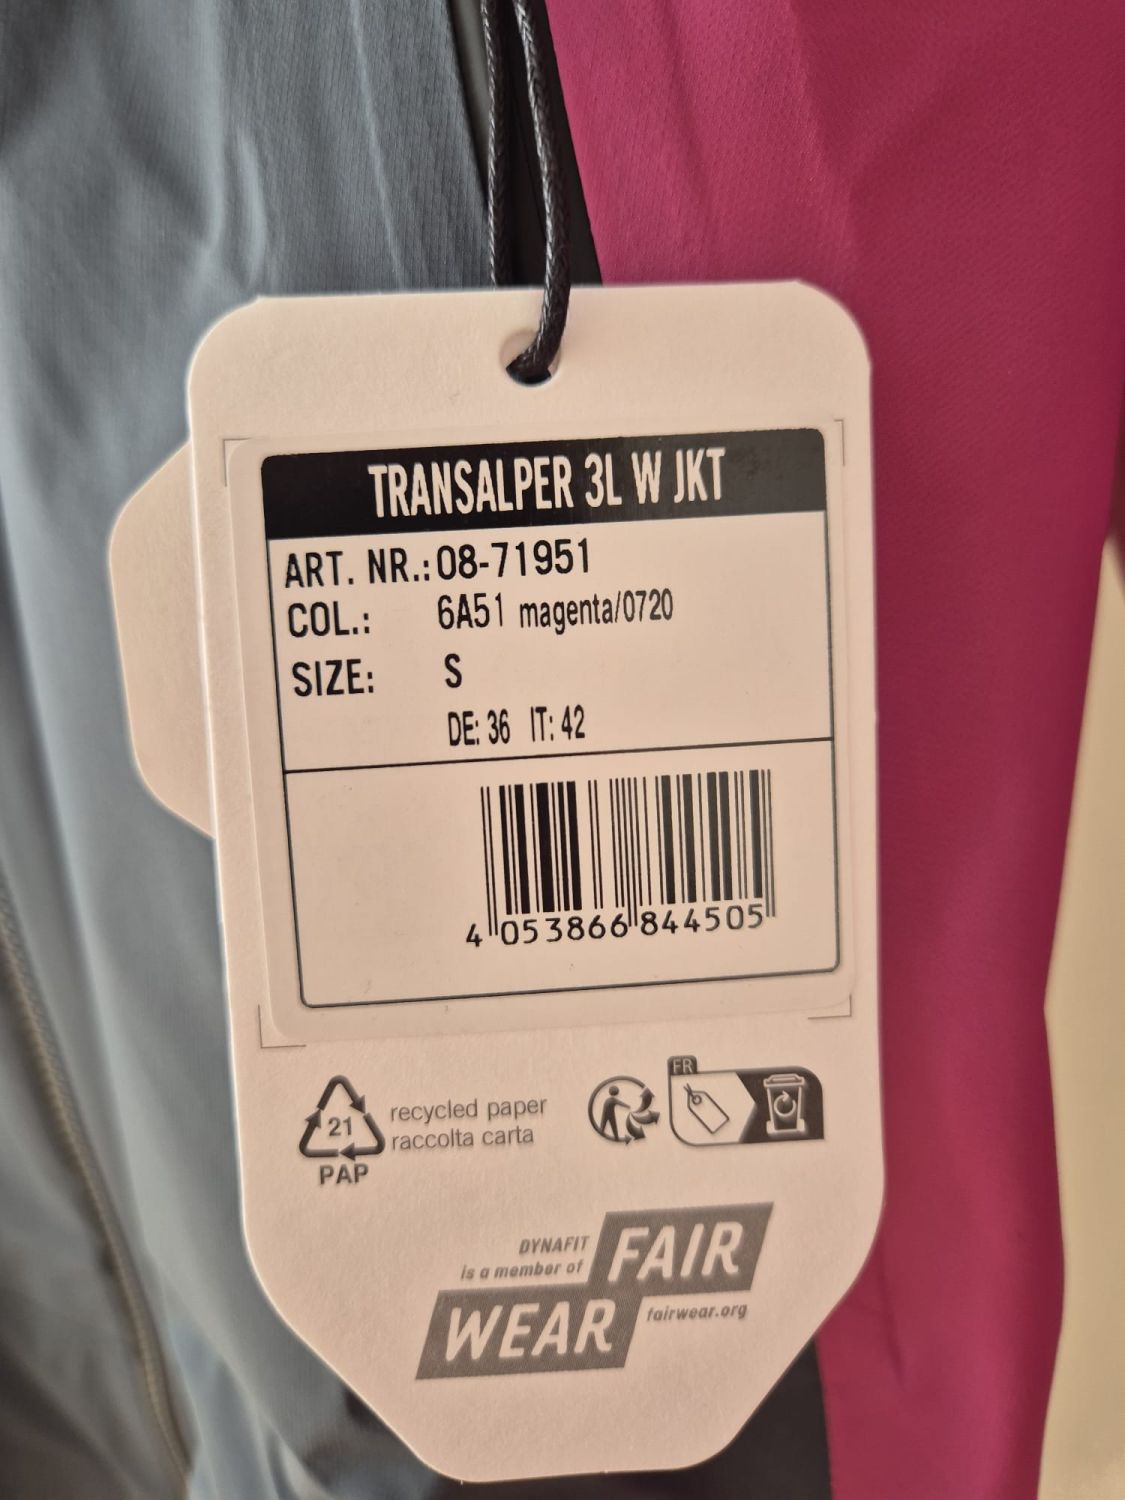 TRANSALPER 3L W JKT
ART. NR.: 08-71951
COL.: 6A51 magenta/0720
SIZE: S
DE: 36 IT: 42
4 053866 844505
21
PAP
recycled paper
raccolta carta
FR
DYNAFIT
is a member of
FAIR
WEAR
fairwear.org